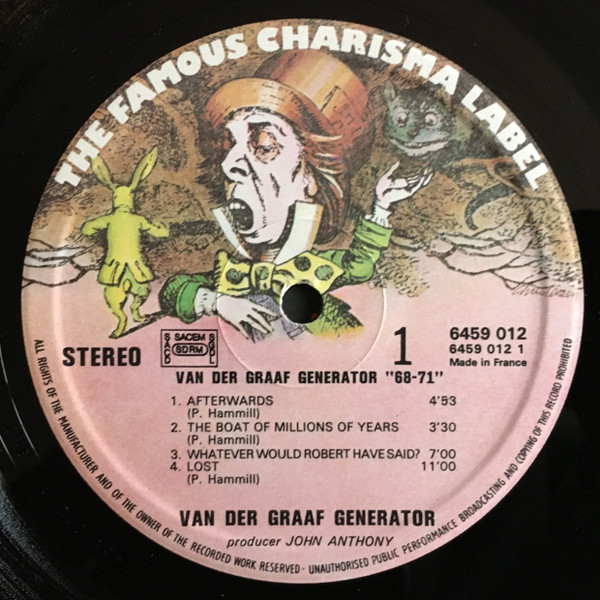 THE FAMOUS CHARISMA LABEL
STEREO
SACD
SACEM
SDRM
SGDL
1
6459 012
6459 012 1
Made in France
VAN DER GRAAF GENERATOR "68-71"
1. AFTERWARDS 4'53
(P. Hammill)
2. THE BOAT OF MILLIONS OF YEARS 3'30
(P. Hammill)
3. WHATEVER WOULD ROBERT HAVE SAID? 7'00
4. LOST 11'00
(P. Hammill)
VAN DER GRAAF GENERATOR
producer JOHN ANTHONY
ALL RIGHTS OF THE MANUFACTURER AND OF THE OWNER OF THE RECORDED WORK RESERVED · UNAUTHORISED PUBLIC PERFORMANCE BROADCASTING AND COPYING OF THIS RECORD PROHIBITED